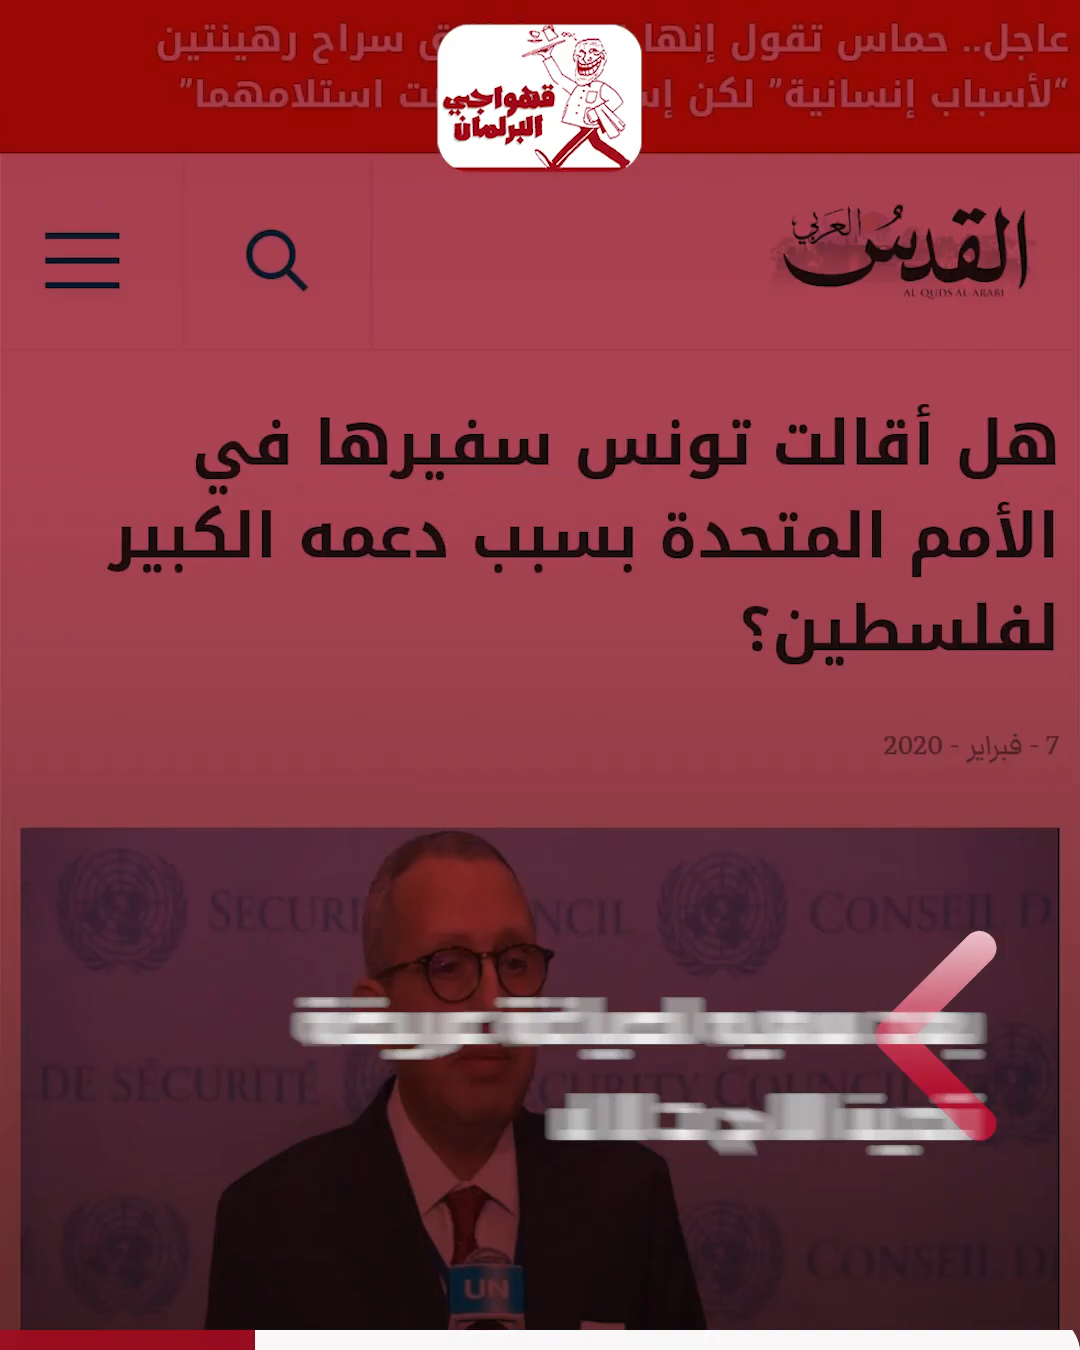 عاجل.. حماس تقول إنها سراح رهينتين
"لأسباب إنسانية" لكن استلامهما"
قهواجي
البرلمان
القدس العربي
AL-QUDS AL-ARABI
هل أقالت تونس سفيرها في
الأمم المتحدة بسبب دعمه الكبير
لفلسطين؟
7 - فبراير - 2020
SECURI NCIL CONSEIL D
DE SÉCURITÉ CURITY COUNCIL
CONSEIL DE
UN